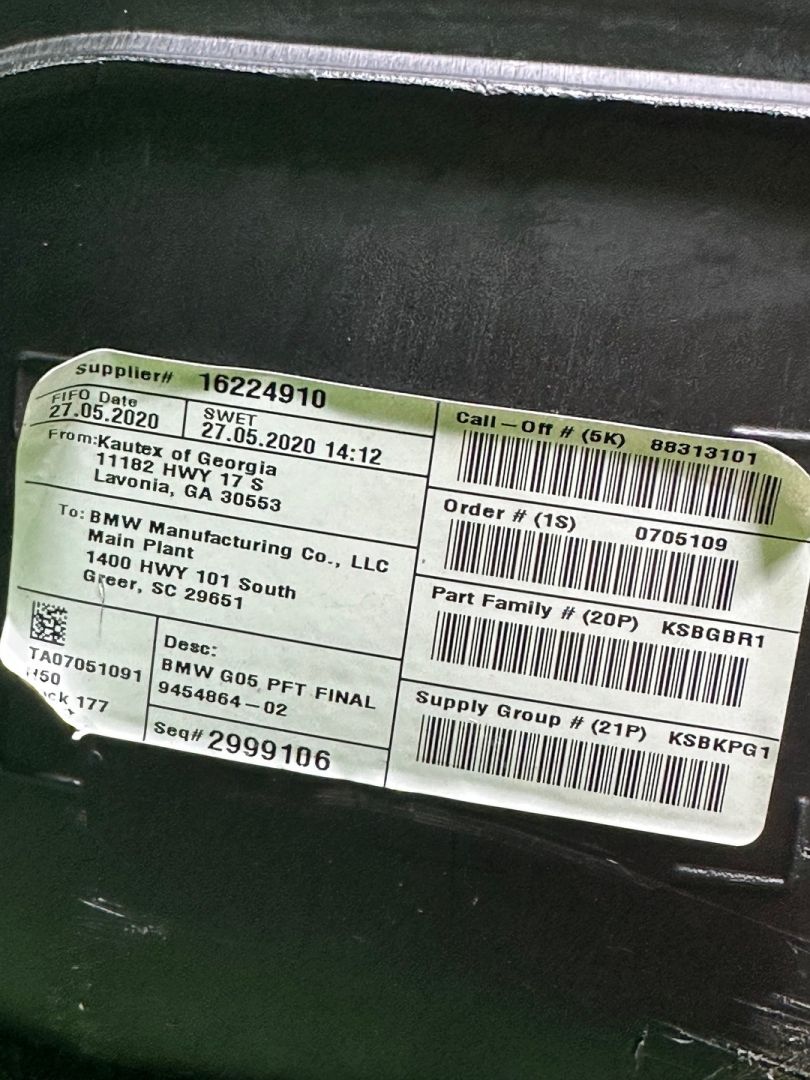 Supplier# 16224910
FIFO Date
27.05.2020
SWET
27.05.2020 14:12
From: Kautex of Georgia
11182 HWY 17 S
Lavonia, GA 30553
To: BMW Manufacturing Co., LLC
Main Plant
1400 HWY 101 South
Greer, SC 29651
TA07051091
177
Desc:
BMW G05 PFT FINAL
9454864-02
Seq# 2999106
Call-Off # (5K) 88313101
Order # (1S) 0705109
Part Family # (20P) KSBGBR1
Supply Group # (21P) KSBKPG1